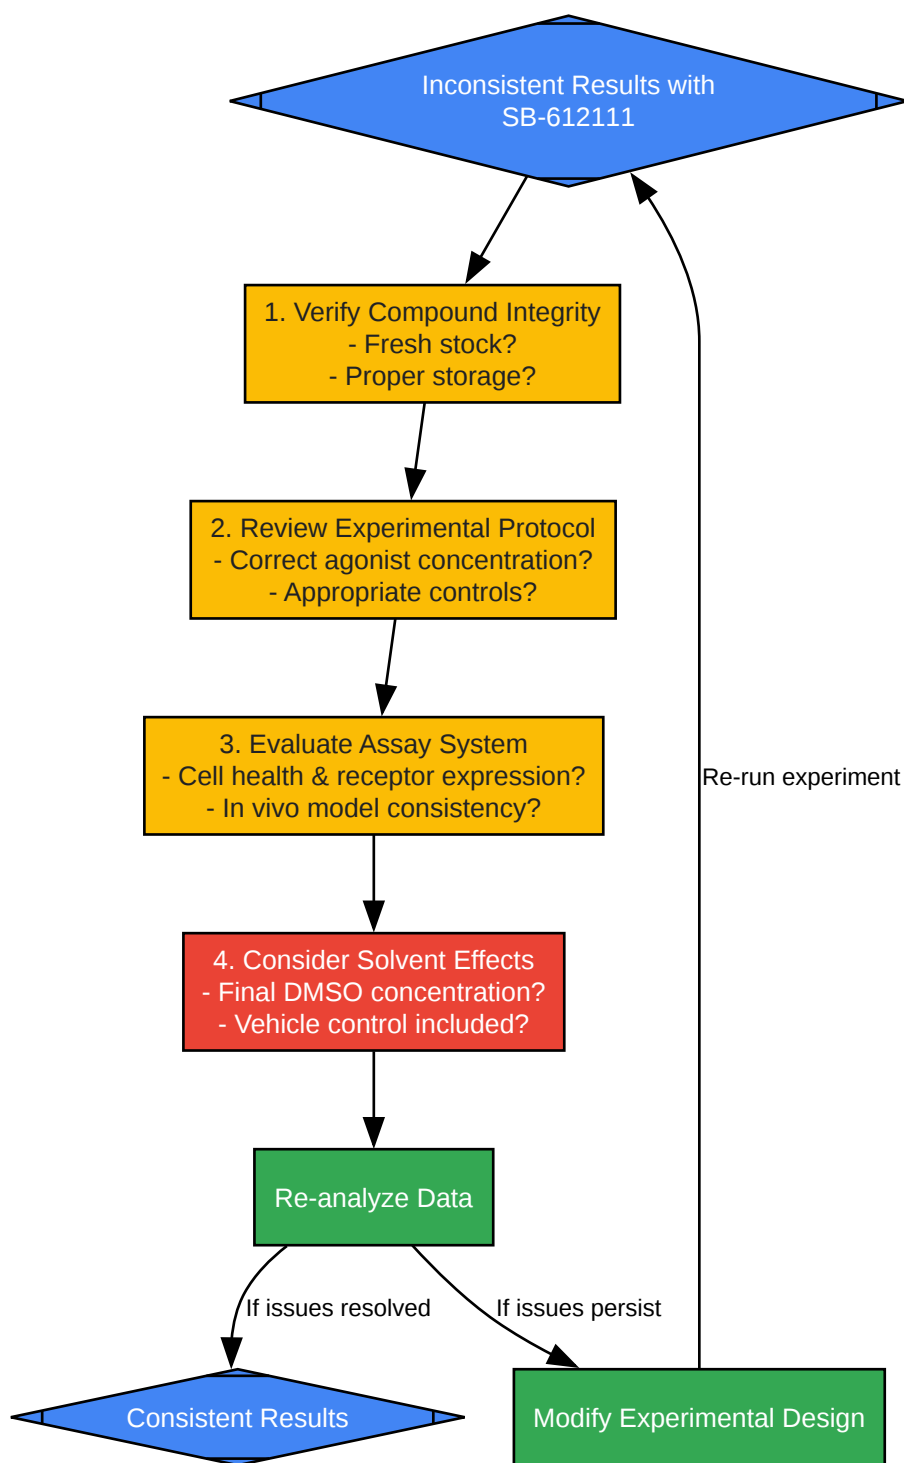 Inconsistent Results with
SB-612111
1. Verify Compound Integrity
- Fresh stock?
- Proper storage?
2. Review Experimental Protocol
- Correct agonist concentration?
- Appropriate controls?
3. Evaluate Assay System
- Cell health & receptor expression?
- In vivo model consistency?
Re-run experiment
4. Consider Solvent Effects
- Final DMSO concentration?
- Vehicle control included?
Re-analyze Data
If issues resolved
If issues persist
Consistent Results
Modify Experimental Design